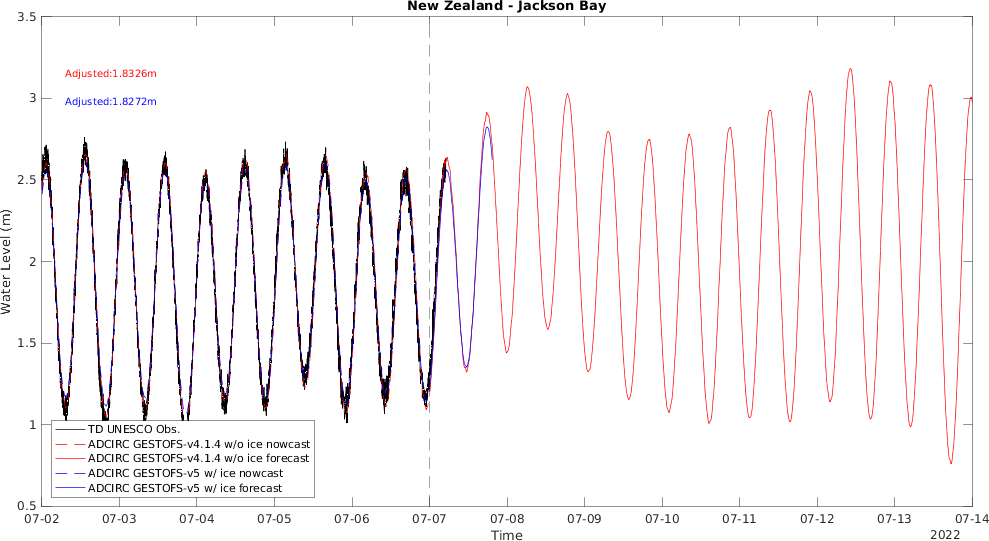 New Zealand - Jackson Bay
3.5
3
2.5
2
1.5
1
0.5
Water Level (m)
Adjusted:1.8326m
Adjusted:1.8272m
TD UNESCO Obs.
ADCIRC GESTOFS-v4.1.4 w/o ice nowcast
ADCIRC GESTOFS-v4.1.4 w/o ice forecast
ADCIRC GESTOFS-v5 w/ ice nowcast
ADCIRC GESTOFS-v5 w/ ice forecast
07-02 07-03 07-04 07-05 07-06 07-07 07-08 07-09 07-10 07-11 07-12 07-13 07-14
Time
2022